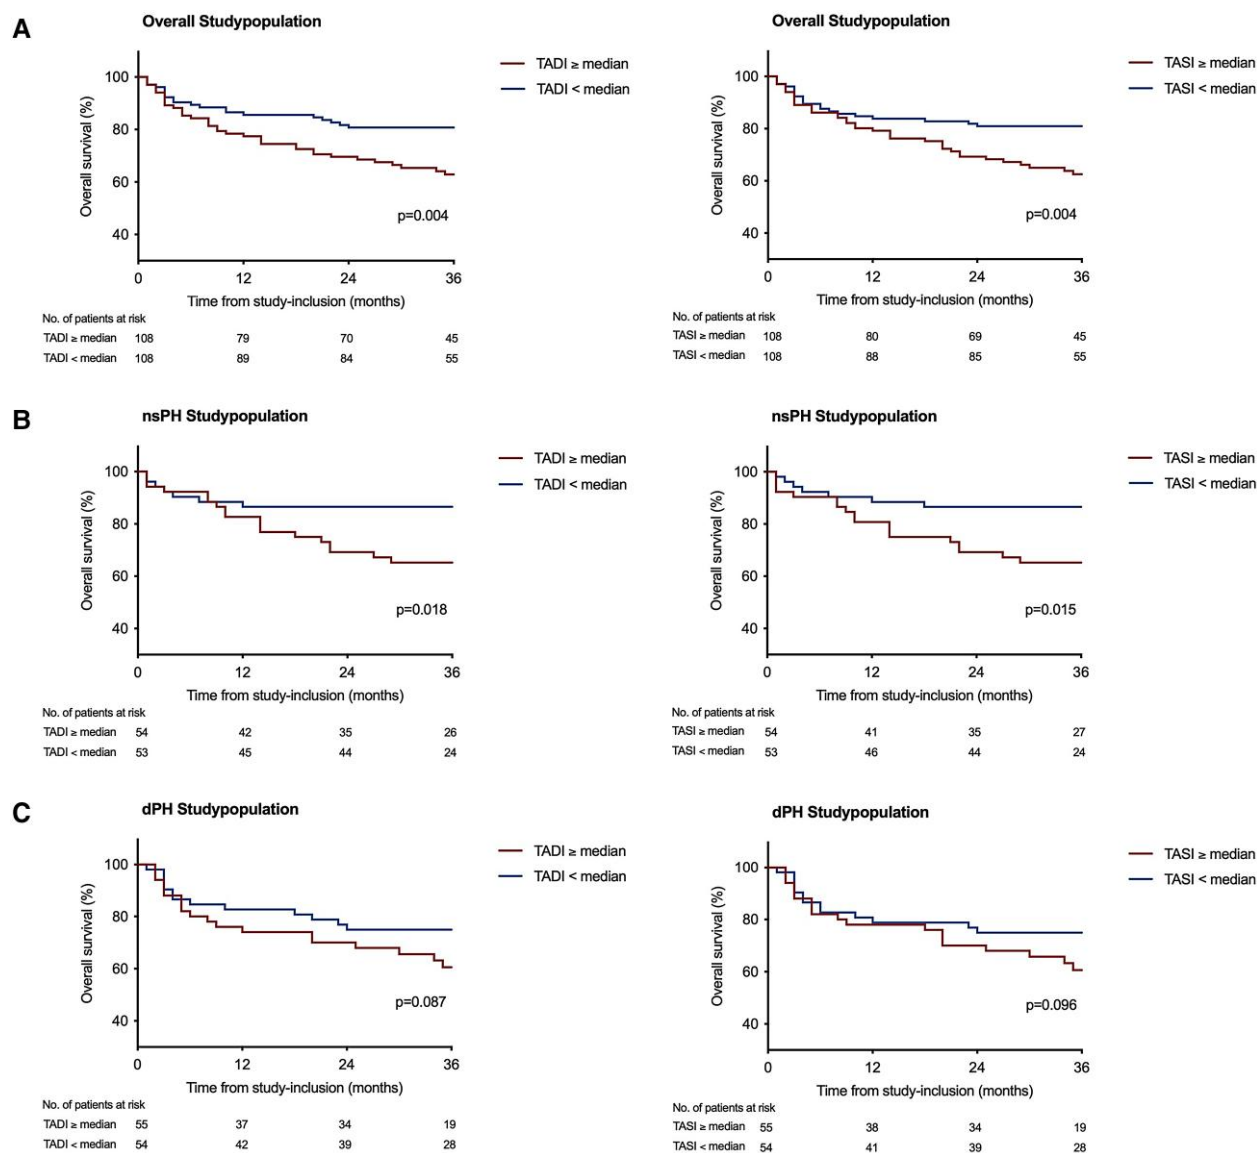 A
Overall Studypopulation
TADI ≥ median
TADI < median
100
80
60
40
Overall survival (%)
p=0.004
0 12 24 36
Time from study-inclusion (months)
No. of patients at risk
TADI ≥ median 108 79 70 45
TADI < median 108 89 84 55
Overall Studypopulation
TASI ≥ median
TASI < median
100
80
60
40
Overall survival (%)
p=0.004
0 12 24 36
Time from study-inclusion (months)
No. of patients at risk
TASI ≥ median 108 80 69 45
TASI < median 108 88 85 55
B
nsPH Studypopulation
TADI ≥ median
TADI < median
100
80
60
40
Overall survival (%)
p=0.018
0 12 24 36
Time from study-inclusion (months)
No. of patients at risk
TADI ≥ median 54 42 35 26
TADI < median 53 45 44 24
nsPH Studypopulation
TASI ≥ median
TASI < median
100
80
60
40
Overall survival (%)
p=0.015
0 12 24 36
Time from study-inclusion (months)
No. of patients at risk
TASI ≥ median 54 41 35 27
TASI < median 53 46 44 24
C
dPH Studypopulation
TADI ≥ median
TADI < median
100
80
60
40
Overall survival (%)
p=0.087
0 12 24 36
Time from study-inclusion (months)
No. of patients at risk
TADI ≥ median 55 37 34 19
TADI < median 54 42 39 28
dPH Studypopulation
TASI ≥ median
TASI < median
100
80
60
40
Overall survival (%)
p=0.096
0 12 24 36
Time from study-inclusion (months)
No. of patients at risk
TASI ≥ median 55 38 34 19
TASI < median 54 41 39 28